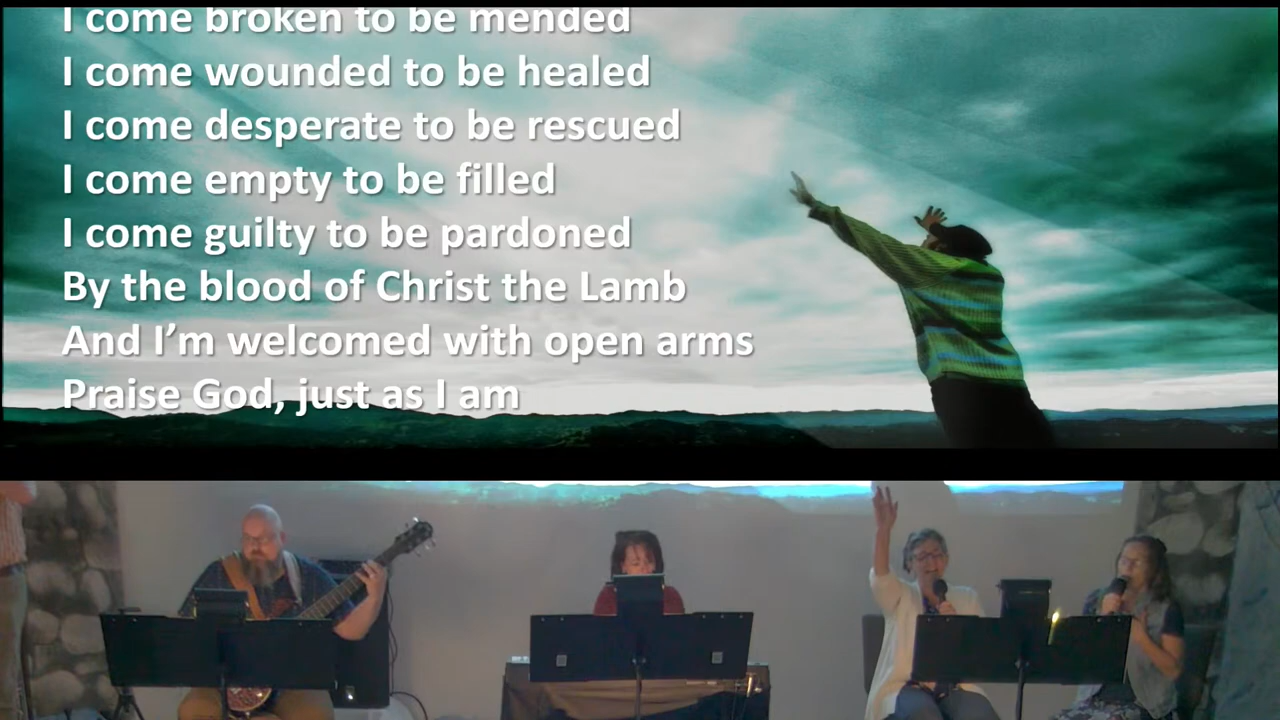 I come broken to be mended
I come wounded to be healed
I come desperate to be rescued
I come empty to be filled
I come guilty to be pardoned
By the blood of Christ the Lamb
And I’m welcomed with open arms
Praise God, just as I am